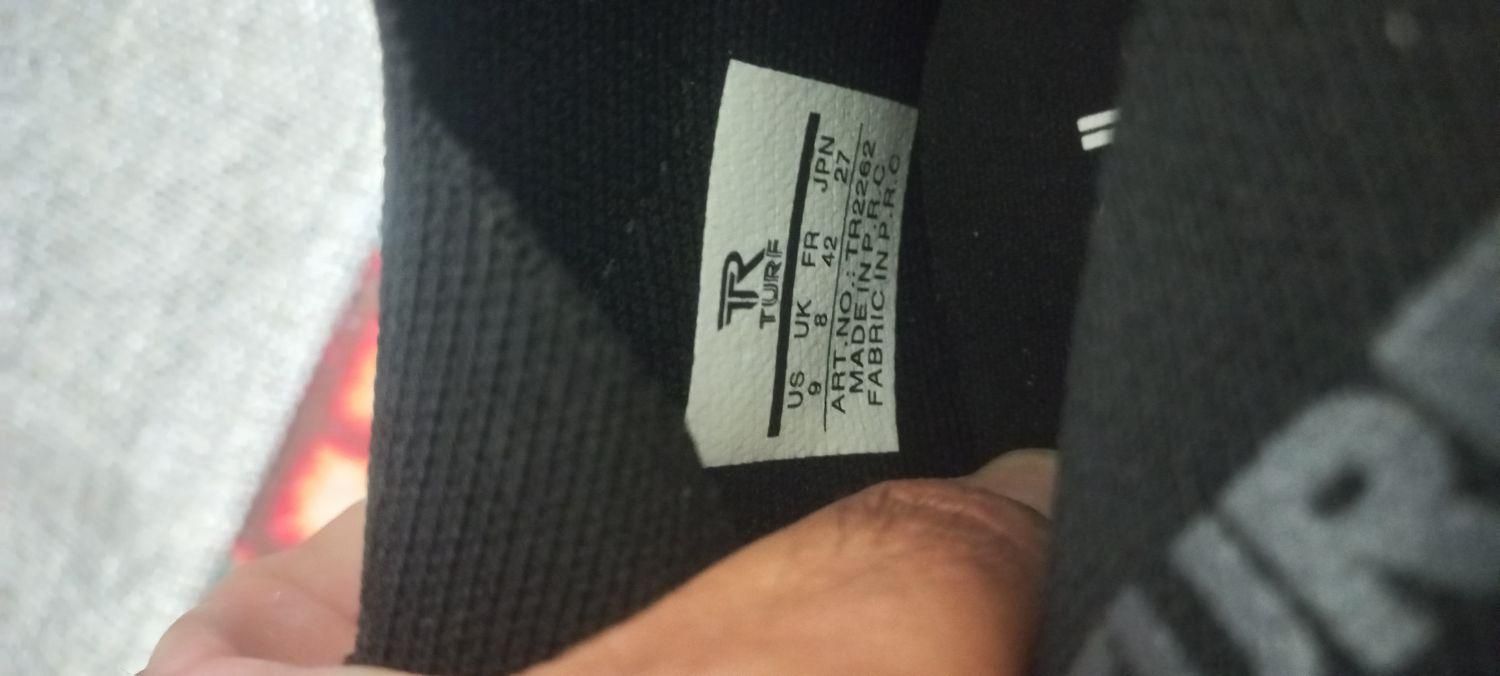 TR
TURF
US UK FR JPN
9 8 42 27
ART.NO.: TR2262
MADE IN P.R.C
FABRIC IN P.R.C